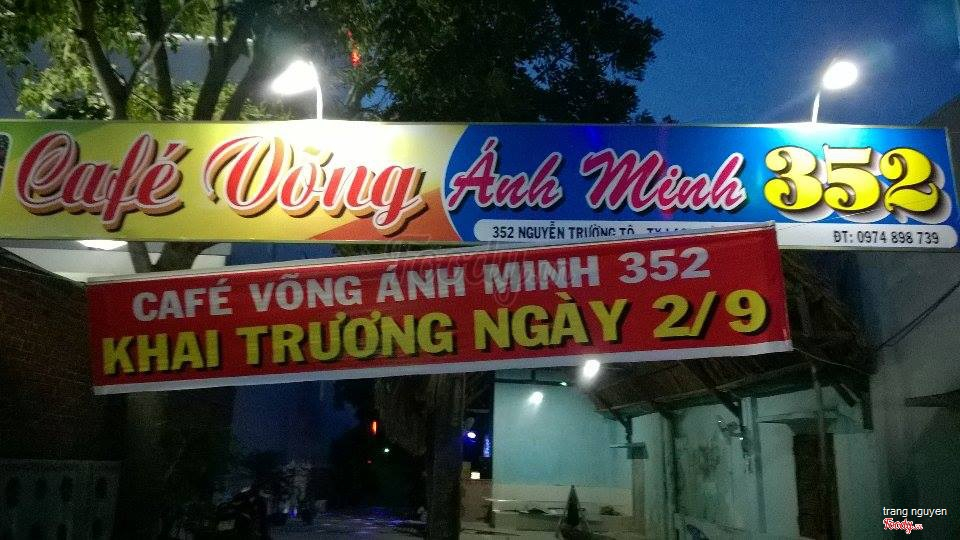 Café Võng Ánh Minh 352
352 NGUYỄN TRƯỜNG TỘ - TX.
ĐT: 0974 898 739
CAFÉ VÕNG ÁNH MINH 352
KHAI TRƯƠNG NGÀY 2/9
trang nguyen
Foody.vn